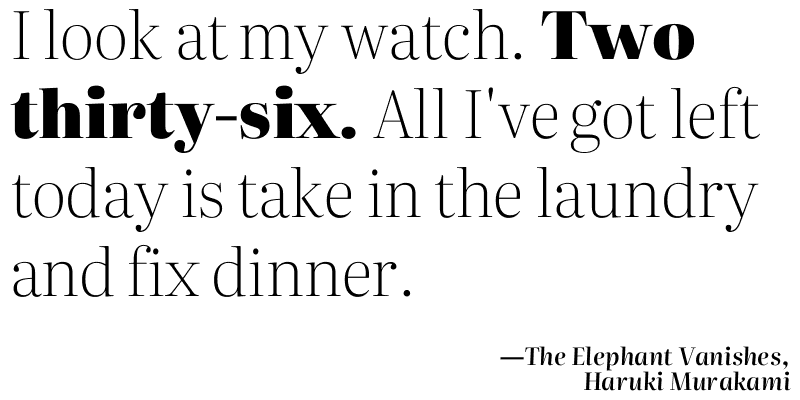 I look at my watch. Two
thirty-six. All I've got left
today is take in the laundry
and fix dinner.
—The Elephant Vanishes,
Haruki Murakami